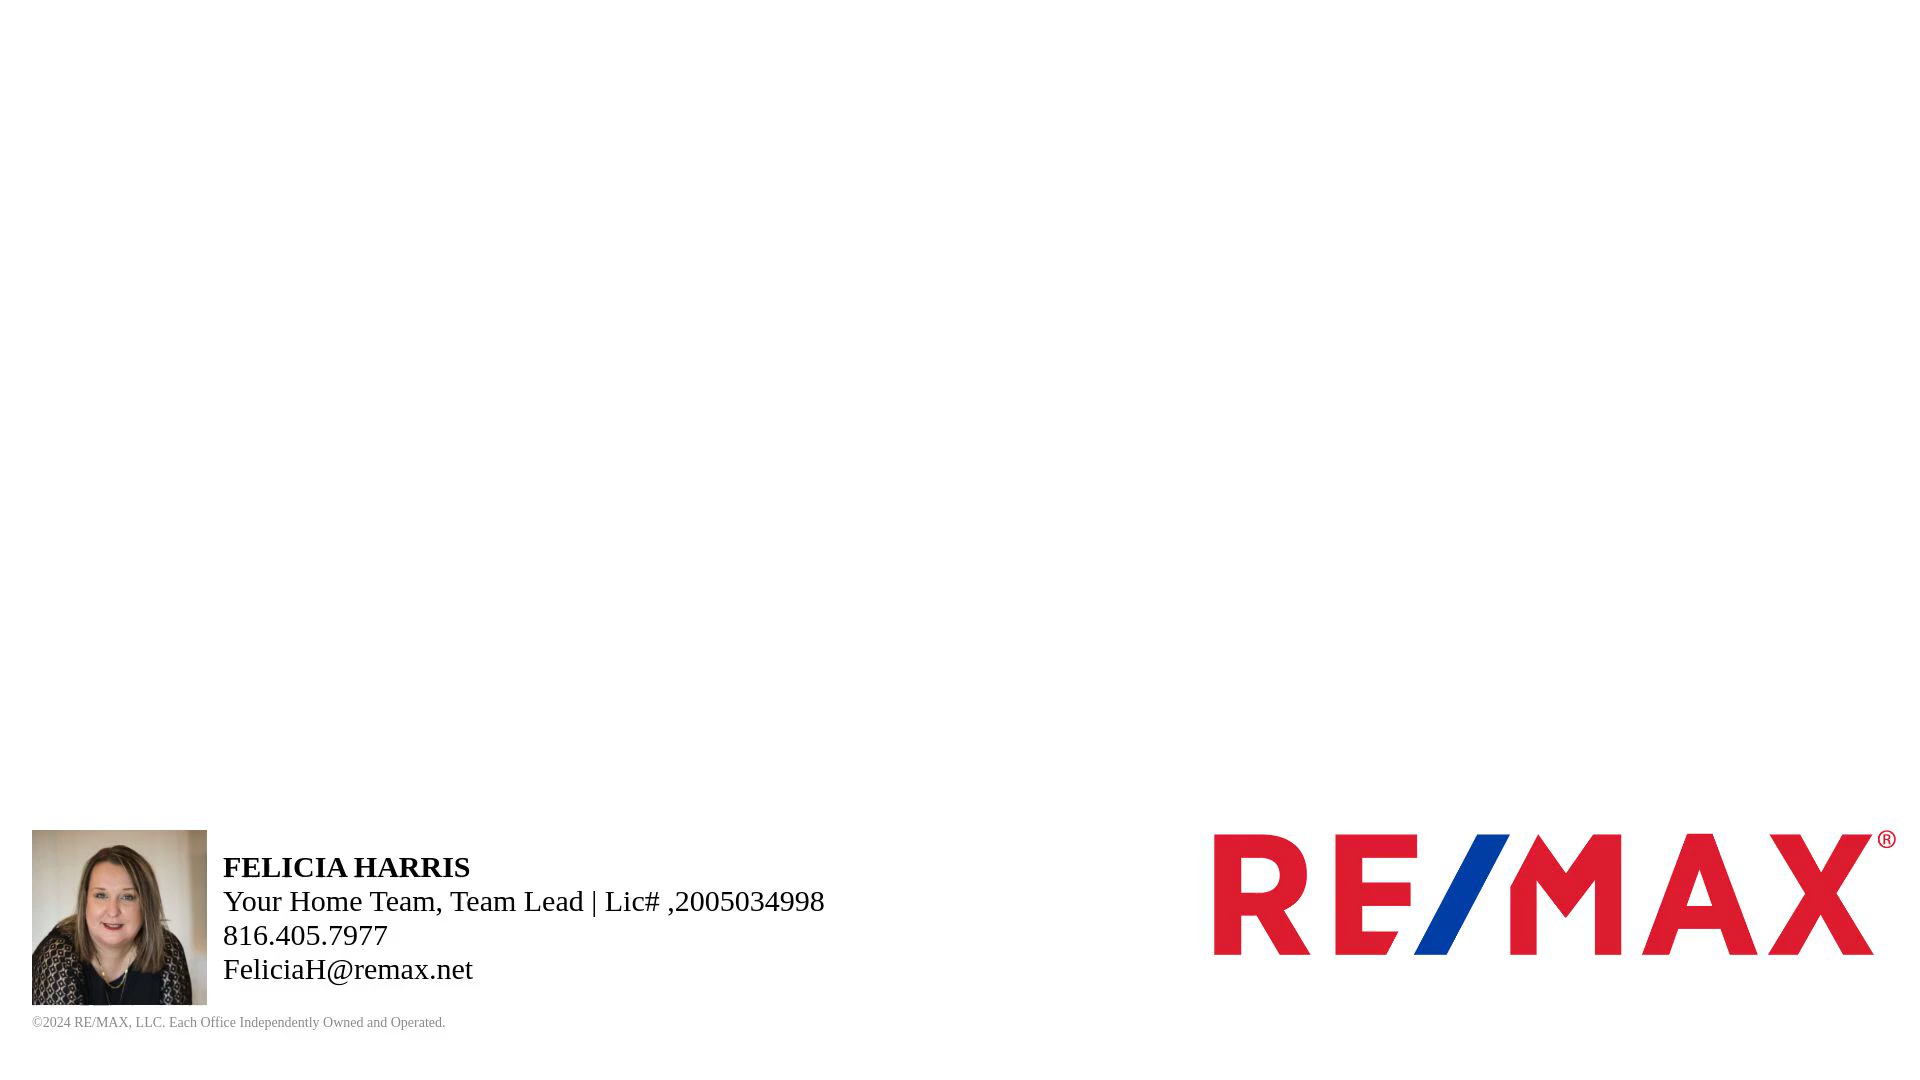 FELICIA HARRIS
Your Home Team, Team Lead | Lic# ,2005034998
816.405.7977
FeliciaH@remax.net
©2024 RE/MAX, LLC. Each Office Independently Owned and Operated.
RE/MAX®